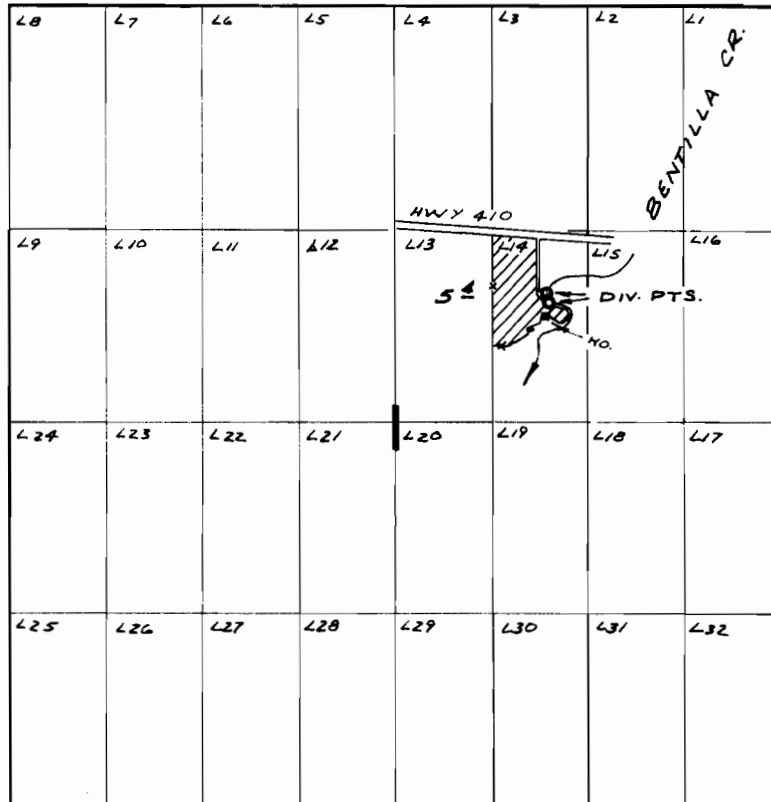 L8 L7 L6 L5 L4 L3 L2 L1
BENTILLA CR.
HWY 410
L9 L10 L11 L12 L13 L14 L15 L16
5 4
DIV. PTS.
HO.
L24 L23 L22 L21 L20 L19 L18 L17
L25 L26 L27 L28 L29 L30 L31 L32